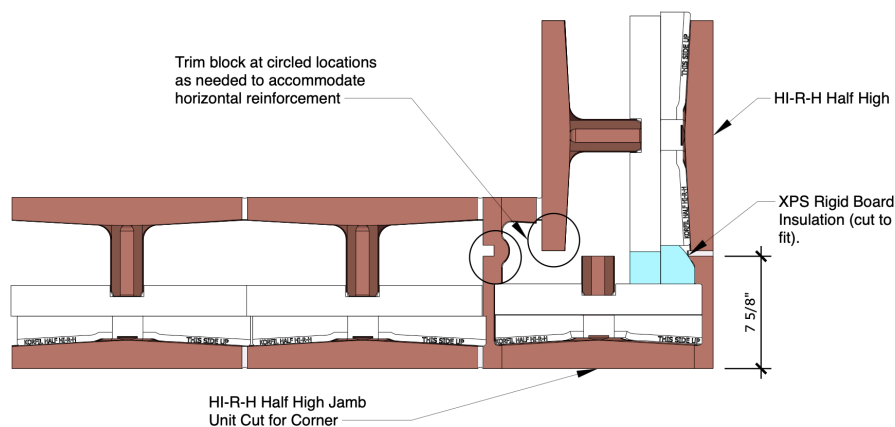 Trim block at circled locations
as needed to accommodate
horizontal reinforcement
THIS SIDE UP
KORFIL HALF HI-R-H
HI-R-H Half High
XPS Rigid Board
Insulation (cut to
fit).
7 5/8"
KORFIL HALF HI-R-H THIS SIDE UP
KORFIL HALF HI-R-H THIS SIDE UP
KORFIL HALF HI-R-H THIS SIDE UP
HI-R-H Half High Jamb
Unit Cut for Corner